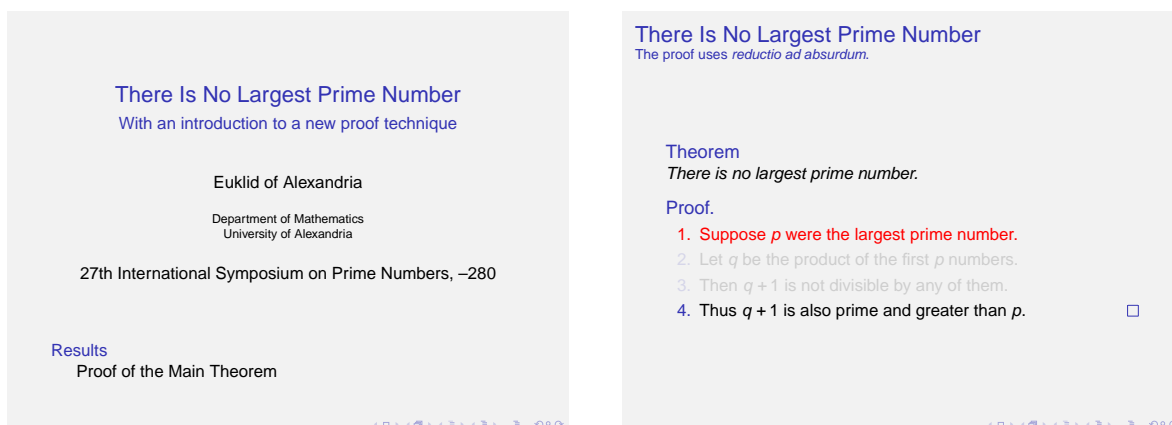 There Is No Largest Prime Number
With an introduction to a new proof technique
Euklid of Alexandria
Department of Mathematics
University of Alexandria
27th International Symposium on Prime Numbers, –280
Results
Proof of the Main Theorem
There Is No Largest Prime Number
The proof uses reductio ad absurdum.
Theorem
There is no largest prime number.
Proof.
1. Suppose p were the largest prime number.
2. Let q be the product of the first p numbers.
3. Then q + 1 is not divisible by any of them.
4. Thus q + 1 is also prime and greater than p.